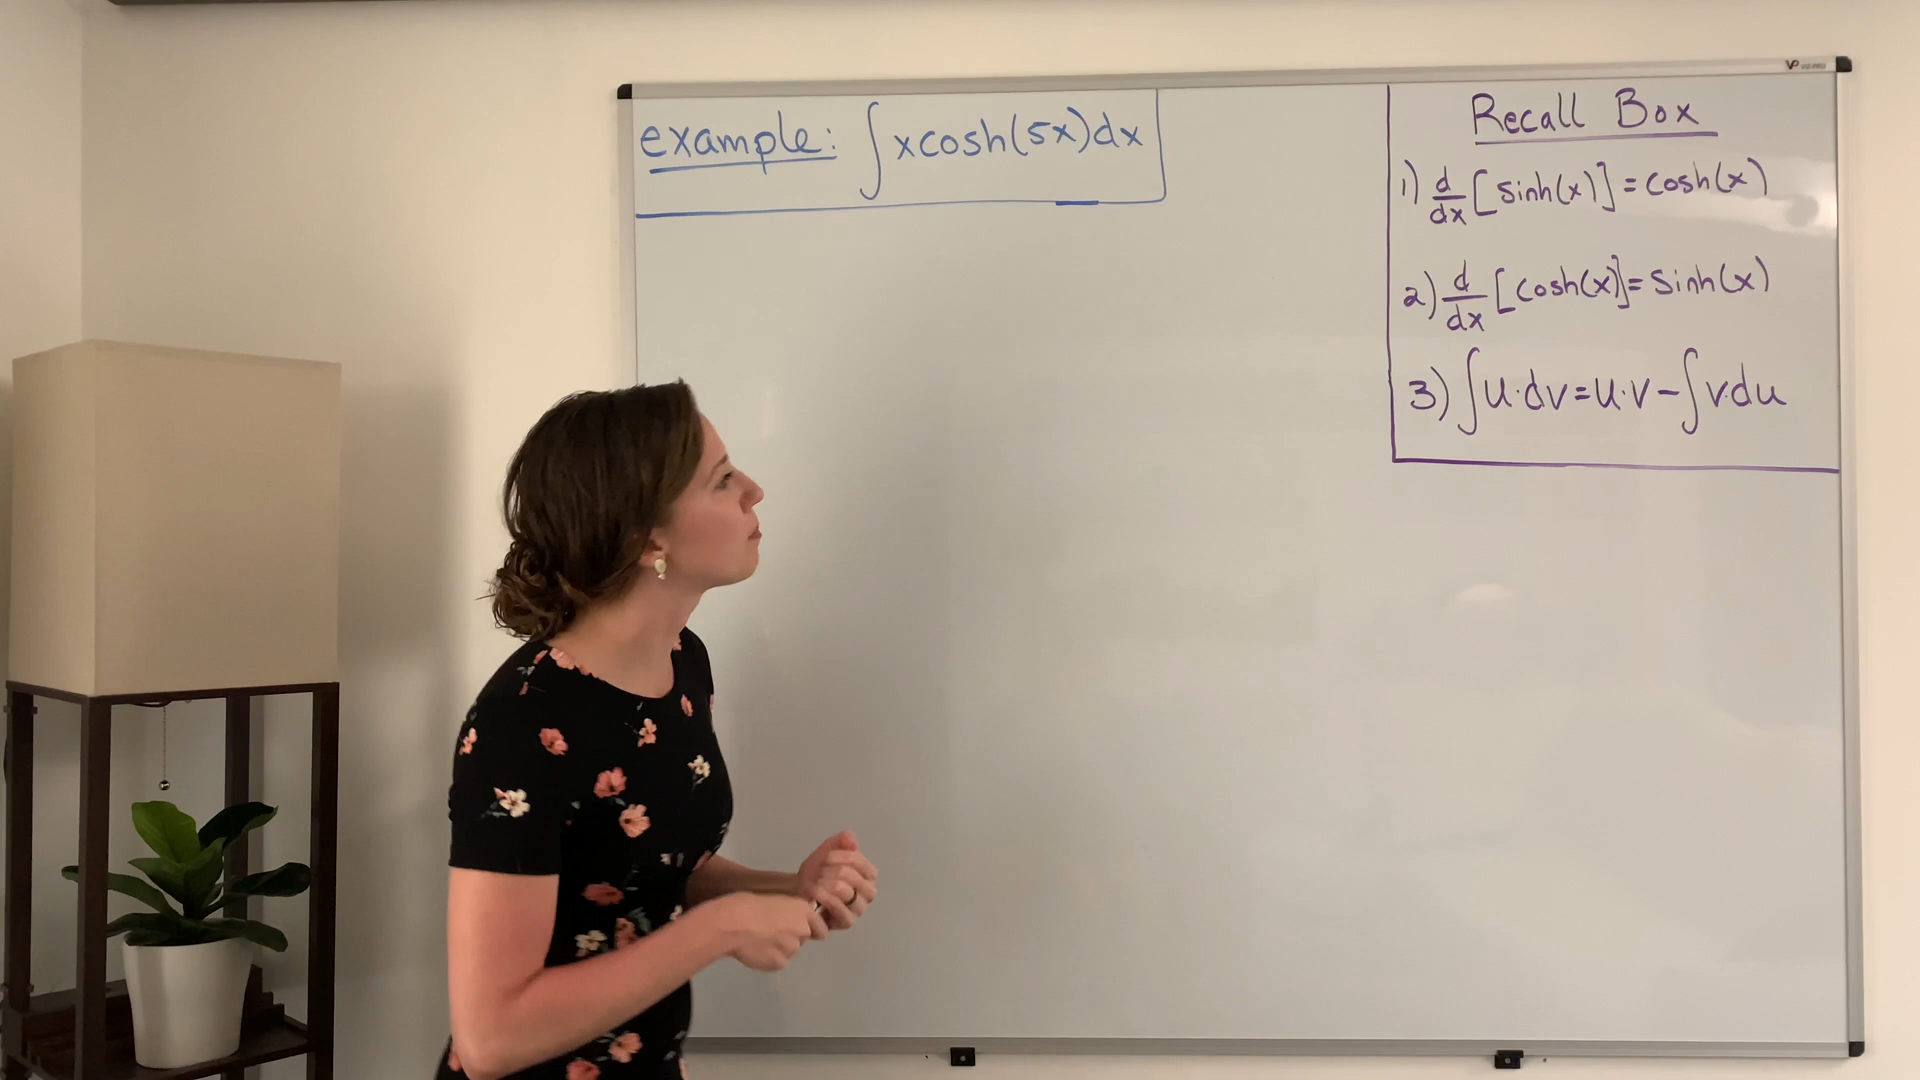 example: ∫xcosh(5x)dx
Recall Box
1) d/dx [sinh(x)] = cosh(x)
2) d/dx [cosh(x)] = sinh(x)
3) ∫u·dv = u·v - ∫v·du